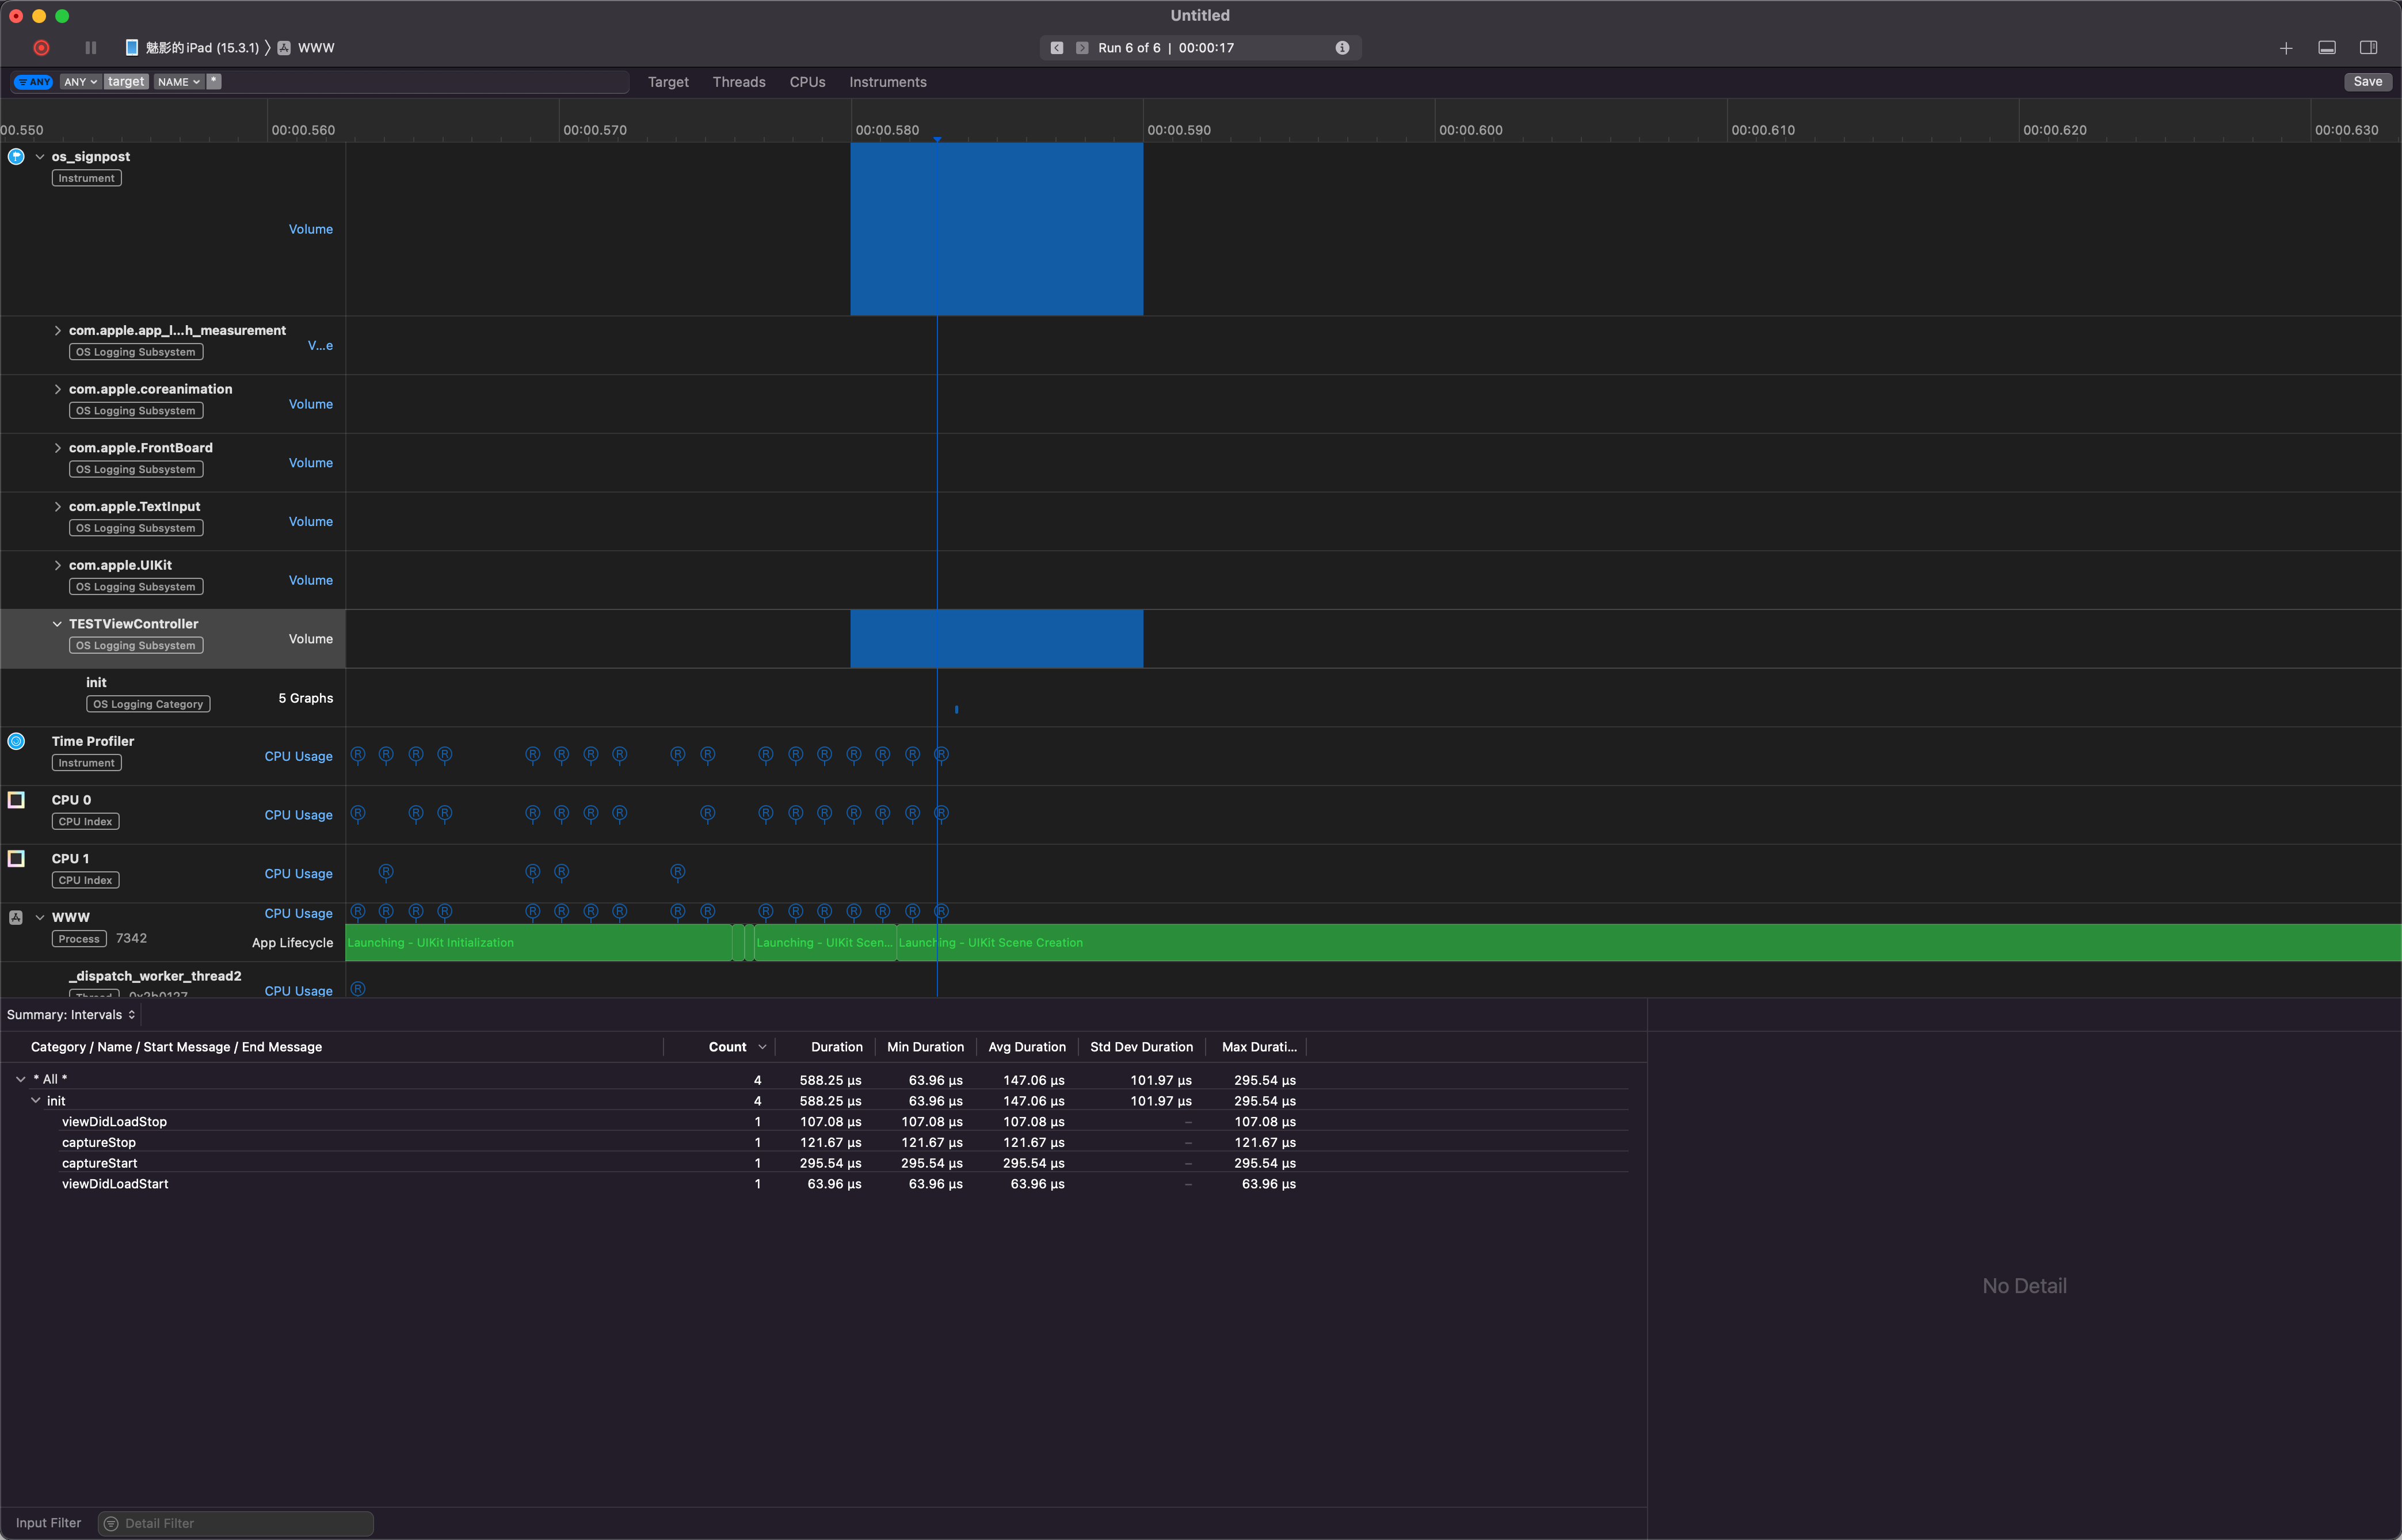 Untitled
魅影的 iPad (15.3.1) 〉 WWW
Run 6 of 6 | 00:00:17
ANY ANY target NAME *
Target Threads CPUs Instruments
Save
00.550 00:00.560 00:00.570 00:00.580 00:00.590 00:00.600 00:00.610 00:00.620 00:00.630
os_signpost
Instrument
Volume
com.apple.app_l...h_measurement
OS Logging Subsystem
V...e
com.apple.coreanimation
OS Logging Subsystem
Volume
com.apple.FrontBoard
OS Logging Subsystem
Volume
com.apple.TextInput
OS Logging Subsystem
Volume
com.apple.UIKit
OS Logging Subsystem
Volume
TESTViewController
OS Logging Subsystem
Volume
init
OS Logging Category
5 Graphs
Time Profiler
Instrument
CPU Usage
R R R R R R R R R R R R R R R R R
CPU 0
CPU Index
CPU Usage
R R R R R R R R R R R R R R R
CPU 1
CPU Index
CPU Usage
R R R R
WWW
CPU Usage
R R R R R R R R R R R R R R R R R
Process 7342
App Lifecycle
Launching - UIKit Initialization
Launching - UIKit Scen...
Launching - UIKit Scene Creation
_dispatch_worker_thread2
Thread
CPU Usage
R
Summary: Intervals
Category / Name / Start Message / End Message Count Duration Min Duration Avg Duration Std Dev Duration Max Durati...
* All * 4 588.25 µs 63.96 µs 147.06 µs 101.97 µs 295.54 µs
init 4 588.25 µs 63.96 µs 147.06 µs 101.97 µs 295.54 µs
viewDidLoadStop 1 107.08 µs 107.08 µs 107.08 µs – 107.08 µs
captureStop 1 121.67 µs 121.67 µs 121.67 µs – 121.67 µs
captureStart 1 295.54 µs 295.54 µs 295.54 µs – 295.54 µs
viewDidLoadStart 1 63.96 µs 63.96 µs 63.96 µs – 63.96 µs
No Detail
Input Filter
Detail Filter